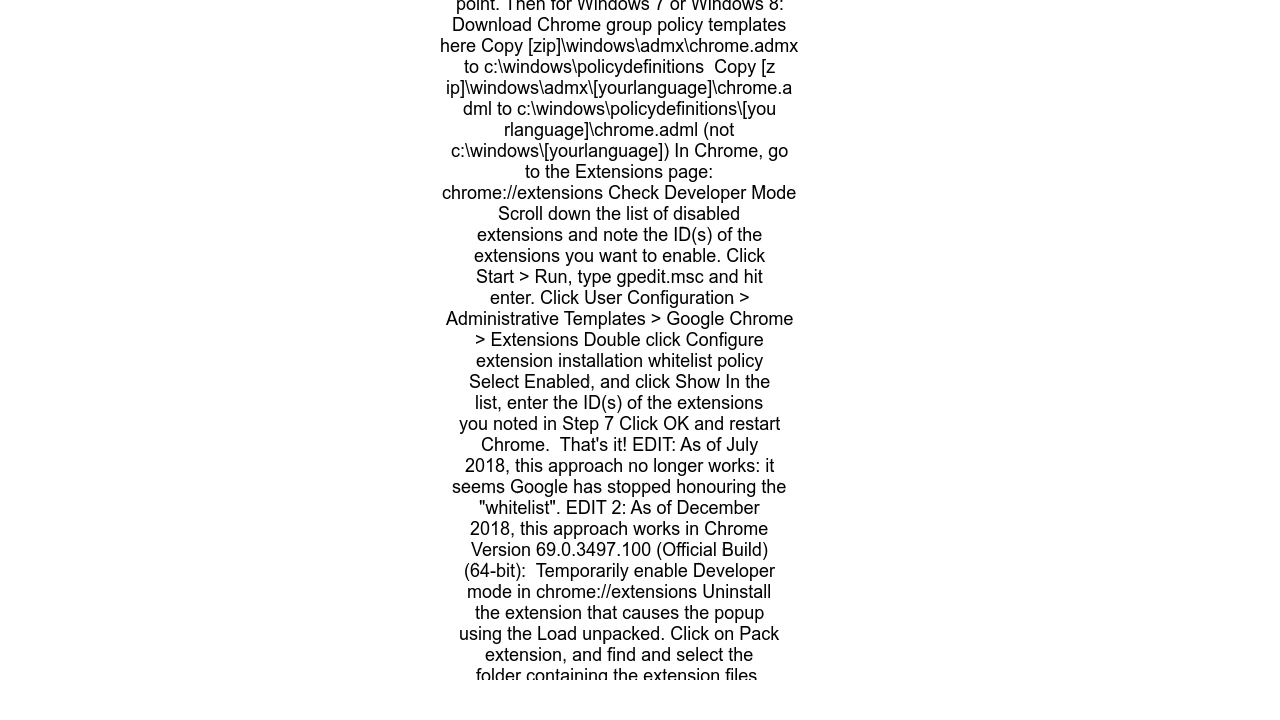 point. Then for Windows 7 or Windows 8:
Download Chrome group policy templates
here Copy [zip]\windows\admx\chrome.admx
to c:\windows\policydefinitions  Copy [z
ip]\windows\admx\[yourlanguage]\chrome.a
dml to c:\windows\policydefinitions\[you
rlanguage]\chrome.adml (not
c:\windows\[yourlanguage]) In Chrome, go
to the Extensions page:
chrome://extensions Check Developer Mode
Scroll down the list of disabled
extensions and note the ID(s) of the
extensions you want to enable. Click
Start > Run, type gpedit.msc and hit
enter. Click User Configuration >
Administrative Templates > Google Chrome
> Extensions Double click Configure
extension installation whitelist policy
Select Enabled, and click Show In the
list, enter the ID(s) of the extensions
you noted in Step 7 Click OK and restart
Chrome.  That's it! EDIT: As of July
2018, this approach no longer works: it
seems Google has stopped honouring the
"whitelist". EDIT 2: As of December
2018, this approach works in Chrome
Version 69.0.3497.100 (Official Build)
(64-bit):  Temporarily enable Developer
mode in chrome://extensions Uninstall
the extension that causes the popup
using the Load unpacked. Click on Pack
extension, and find and select the
folder containing the extension files.